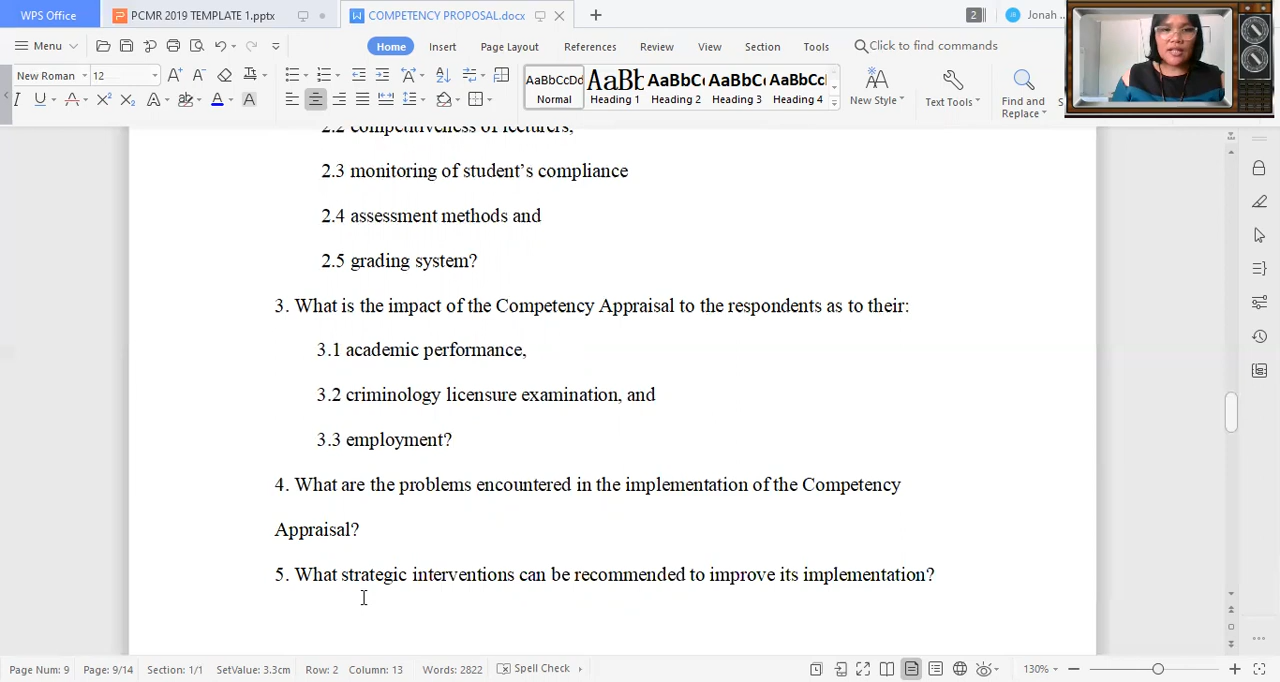 WPS Office PCMR 2019 TEMPLATE 1.pptx COMPETENCY PROPOSAL.docx 2 Jonah ..
Menu Home Insert Page Layout References Review View Section Tools Click to find commands
New Roman 12 AaBbCcDd AaBb AaBbC AaBbC AaBbC
Normal Heading 1 Heading 2 Heading 3 Heading 4 New Style Text Tools Find and Replace S
2.2 competitiveness of lecturers,
2.3 monitoring of student’s compliance
2.4 assessment methods and
2.5 grading system?
3. What is the impact of the Competency Appraisal to the respondents as to their:
3.1 academic performance,
3.2 criminology licensure examination, and
3.3 employment?
4. What are the problems encountered in the implementation of the Competency
Appraisal?
5. What strategic interventions can be recommended to improve its implementation?
Page Num: 9 Page: 9/14 Section: 1/1 SetValue: 3.3cm Row: 2 Column: 13 Words: 2822 Spell Check 130%